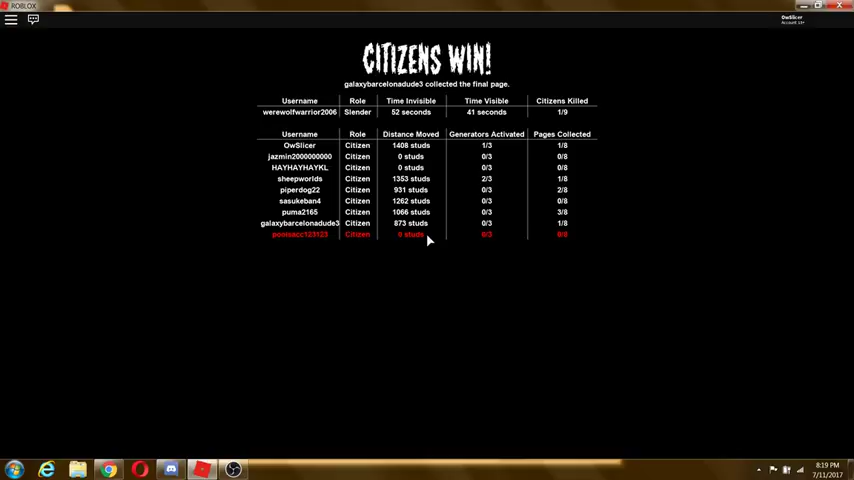 ROBLOX
OwSlicer
Account: 13+
CITIZENS WIN!
galaxybarcelonadude3 collected the final page.
Username Role Time Invisible Time Visible Citizens Killed
werewolfwarrior2006 Slender 52 seconds 41 seconds 1/9
Username Role Distance Moved Generators Activated Pages Collected
OwSlicer Citizen 1408 studs 1/3 1/8
jazmin2000000000 Citizen 0 studs 0/3 0/8
HAYHAYHAYKL Citizen 0 studs 0/3 0/8
sheepworlds Citizen 1353 studs 2/3 1/8
piperdog22 Citizen 931 studs 0/3 2/8
sasukeban4 Citizen 1262 studs 0/3 0/8
puma2165 Citizen 1066 studs 0/3 3/8
galaxybarcelonadude3 Citizen 873 studs 0/3 1/8
Citizen 0 studs 0/3 0/8
8:19 PM
7/11/2017